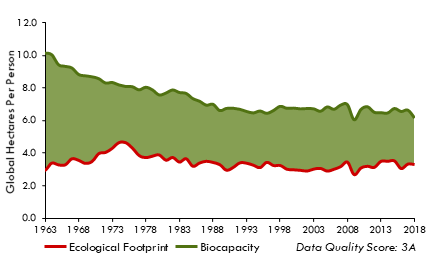 12.0
10.0
8.0
6.0
4.0
2.0
0.0
Global Hectares Per Person
1963 1968 1973 1978 1983 1988 1993 1998 2003 2008 2013 2018
Ecological Footprint Biocapacity Data Quality Score: 3A